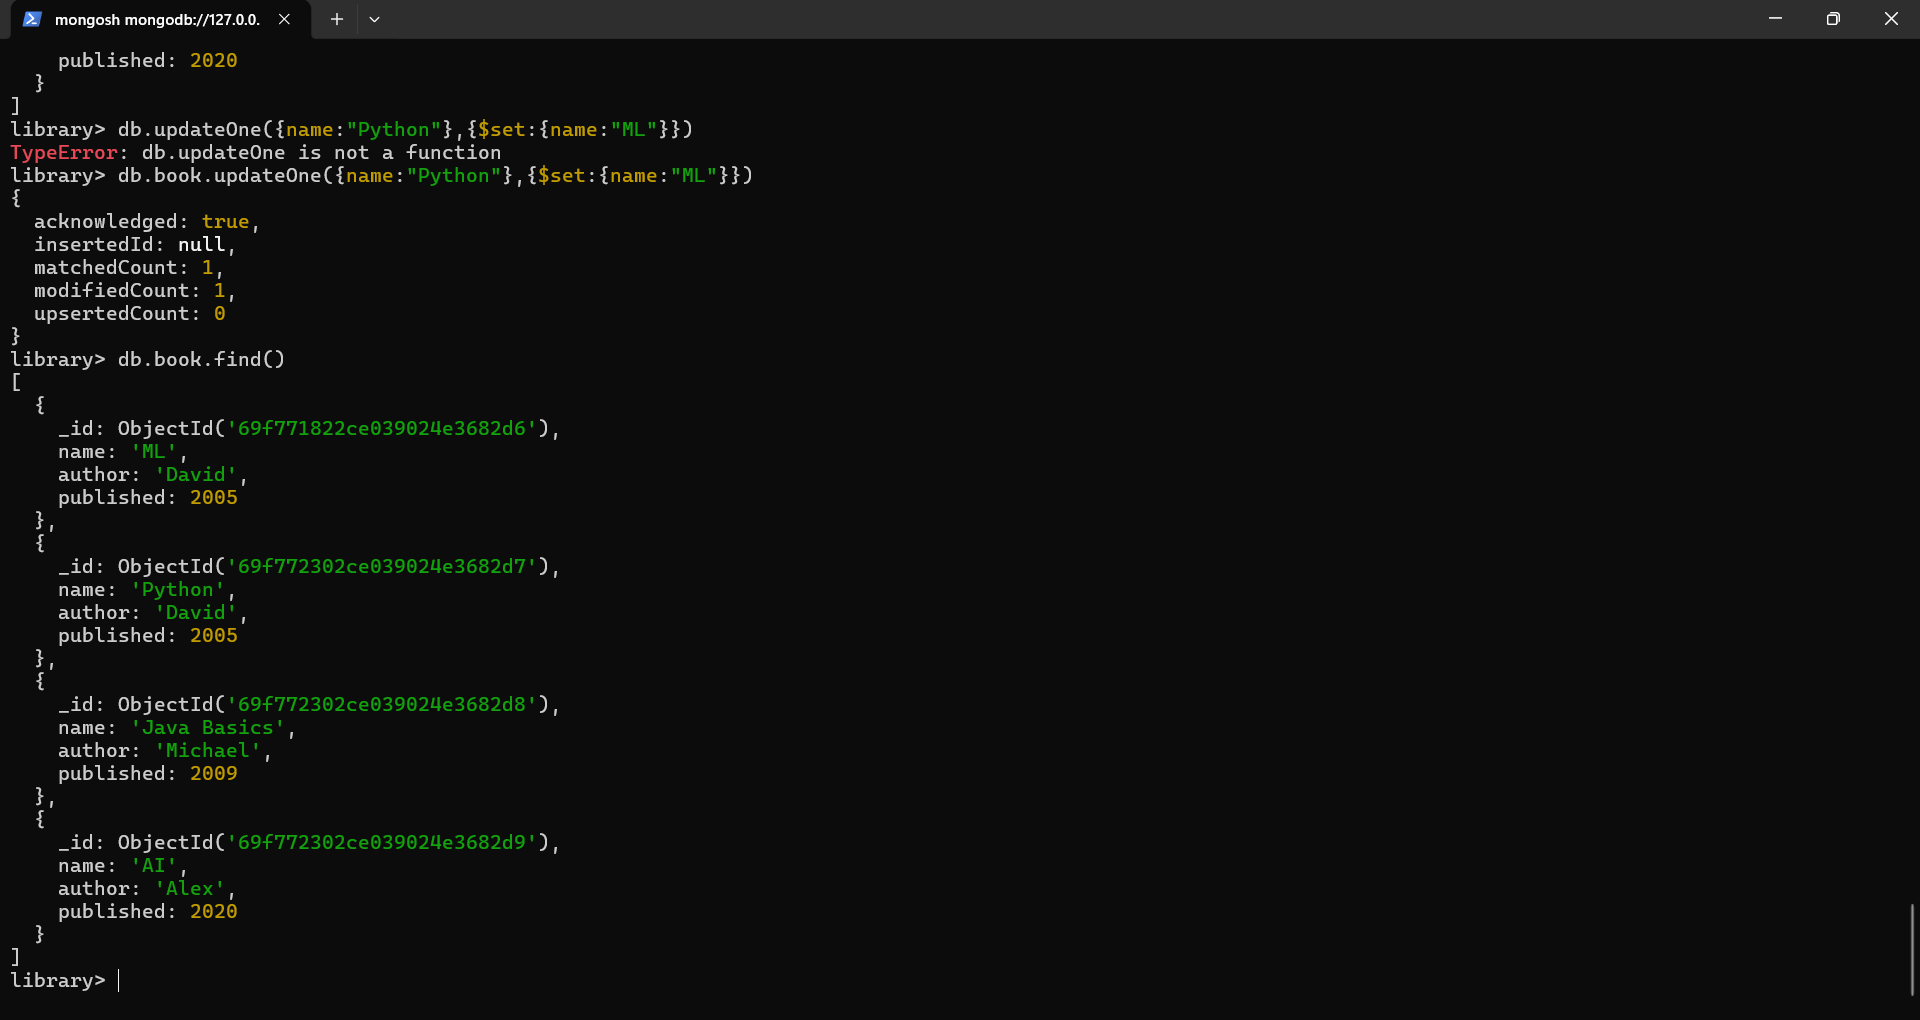 mongosh mongodb://127.0.0.
    published: 2020
  }
]
library> db.updateOne({name:"Python"},{$set:{name:"ML"}})
TypeError: db.updateOne is not a function
library> db.book.updateOne({name:"Python"},{$set:{name:"ML"}})
{
  acknowledged: true,
  insertedId: null,
  matchedCount: 1,
  modifiedCount: 1,
  upsertedCount: 0
}
library> db.book.find()
[
  {
    _id: ObjectId('69f771822ce039024e3682d6'),
    name: 'ML',
    author: 'David',
    published: 2005
  },
  {
    _id: ObjectId('69f772302ce039024e3682d7'),
    name: 'Python',
    author: 'David',
    published: 2005
  },
  {
    _id: ObjectId('69f772302ce039024e3682d8'),
    name: 'Java Basics',
    author: 'Michael',
    published: 2009
  },
  {
    _id: ObjectId('69f772302ce039024e3682d9'),
    name: 'AI',
    author: 'Alex',
    published: 2020
  }
]
library>